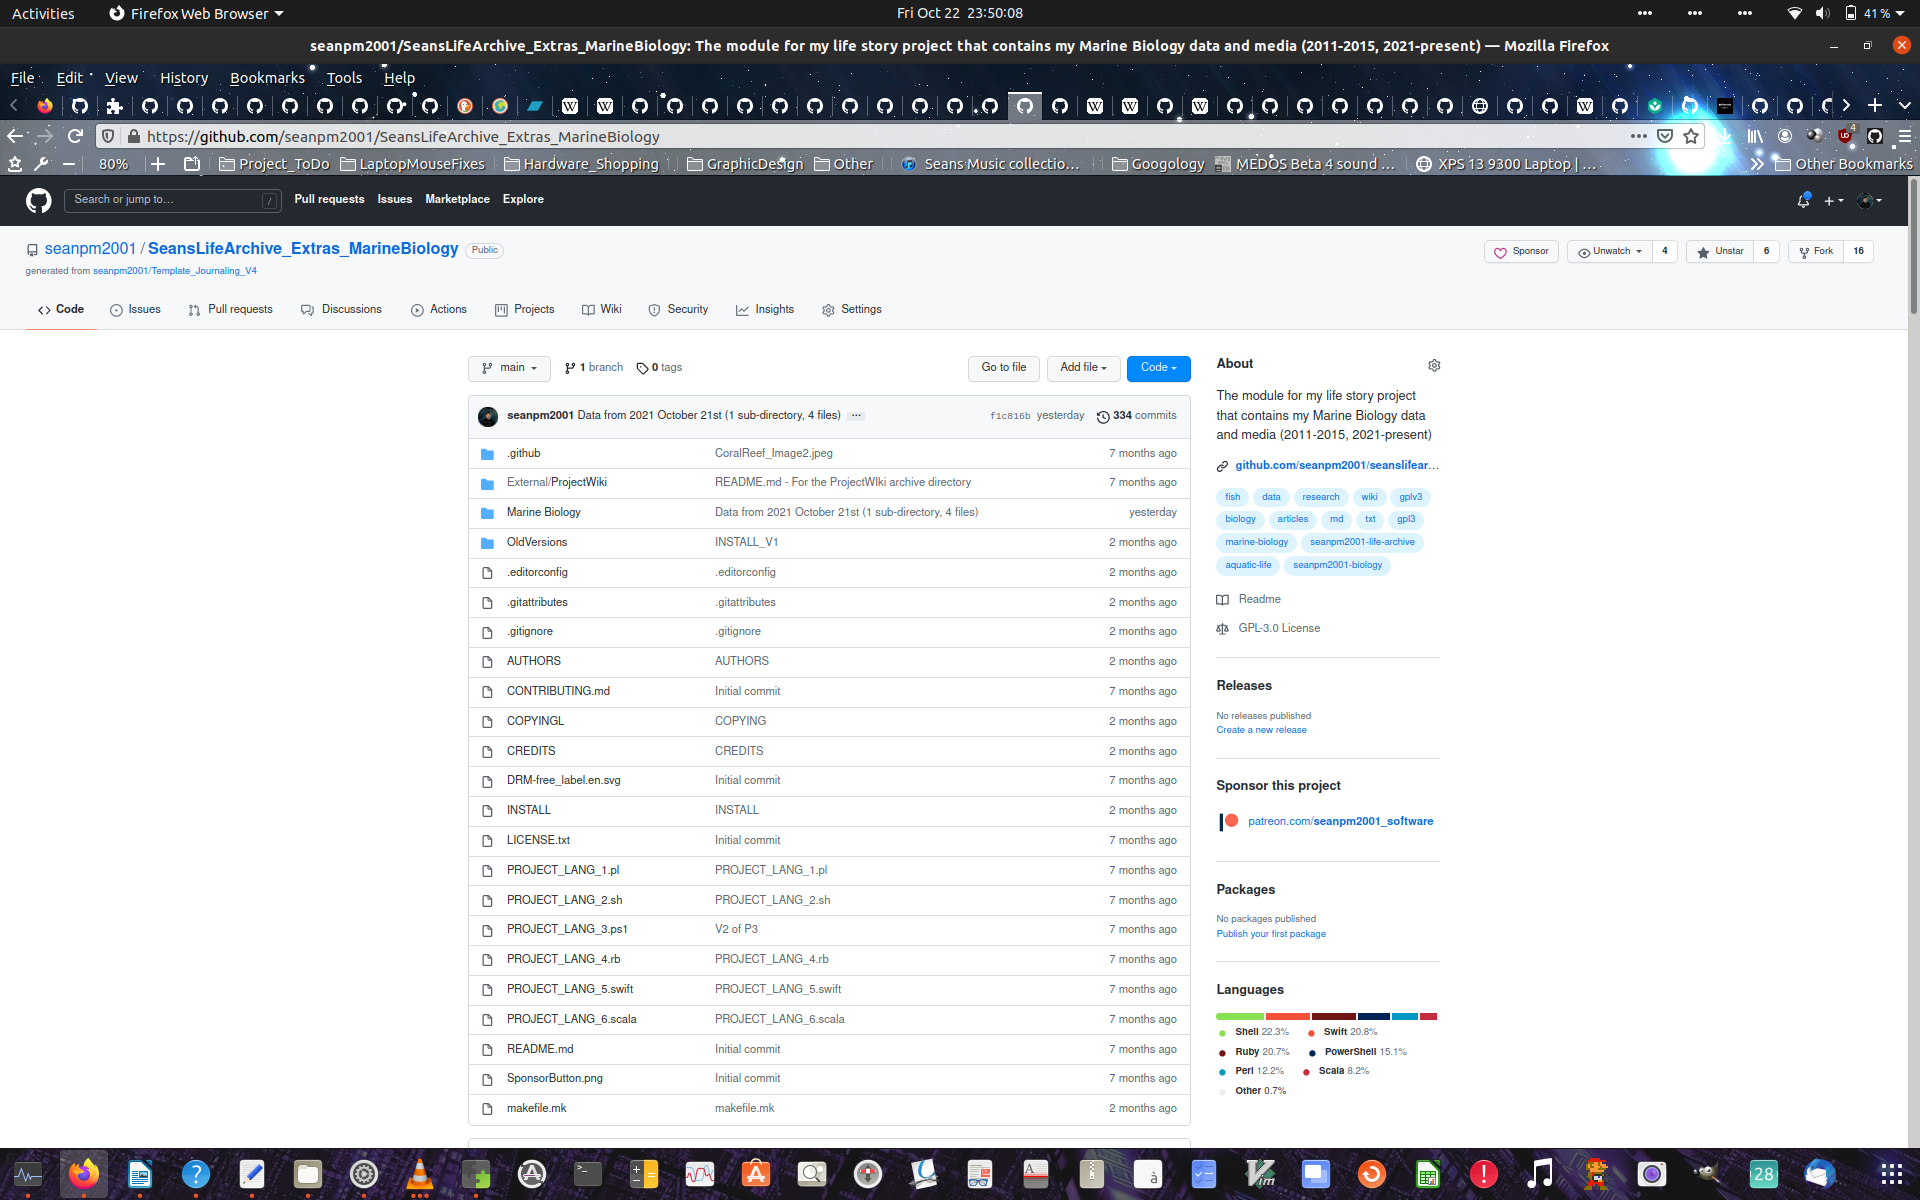 Activities Firefox Web Browser Fri Oct 22 23:50:08 41 %
seanpm2001/SeansLifeArchive_Extras_MarineBiology: The module for my life story project that contains my Marine Biology data and media (2011-2015, 2021-present) — Mozilla Firefox
File Edit View History Bookmarks Tools Help
https://github.com/seanpm2001/SeansLifeArchive_Extras_MarineBiology
80% Project_ToDo LaptopMouseFixes Hardware_Shopping GraphicDesign Other Seans Music collectio... Googology MEDOS Beta 4 sound ... XPS 13 9300 Laptop | ... Other Bookmarks
Search or jump to... / Pull requests Issues Marketplace Explore
seanpm2001 / SeansLifeArchive_Extras_MarineBiology Public
Sponsor Unwatch 4 Unstar 6 Fork 16
generated from seanpm2001/Template_Journaling_V4
Code Issues Pull requests Discussions Actions Projects Wiki Security Insights Settings
main 1 branch 0 tags Go to file Add file Code
seanpm2001 Data from 2021 October 21st (1 sub-directory, 4 files) ... f1c816b yesterday 334 commits
.github CoralReef_Image2.jpeg 7 months ago
External/ProjectWiki README.md - For the ProjectWIki archive directory 7 months ago
Marine Biology Data from 2021 October 21st (1 sub-directory, 4 files) yesterday
OldVersions INSTALL_V1 2 months ago
.editorconfig .editorconfig 2 months ago
.gitattributes .gitattributes 2 months ago
.gitignore .gitignore 2 months ago
AUTHORS AUTHORS 2 months ago
CONTRIBUTING.md Initial commit 7 months ago
COPYINGL COPYING 2 months ago
CREDITS CREDITS 2 months ago
DRM-free_label.en.svg Initial commit 7 months ago
INSTALL INSTALL 2 months ago
LICENSE.txt Initial commit 7 months ago
PROJECT_LANG_1.pl PROJECT_LANG_1.pl 7 months ago
PROJECT_LANG_2.sh PROJECT_LANG_2.sh 7 months ago
PROJECT_LANG_3.ps1 V2 of P3 7 months ago
PROJECT_LANG_4.rb PROJECT_LANG_4.rb 7 months ago
PROJECT_LANG_5.swift PROJECT_LANG_5.swift 7 months ago
PROJECT_LANG_6.scala PROJECT_LANG_6.scala 7 months ago
README.md Initial commit 7 months ago
SponsorButton.png Initial commit 7 months ago
makefile.mk makefile.mk 2 months ago
About
The module for my life story project
that contains my Marine Biology data
and media (2011-2015, 2021-present)
github.com/seanpm2001/seanslifear...
fish data research wiki gplv3
biology articles md txt gpl3
marine-biology seanpm2001-life-archive
aquatic-life seanpm2001-biology
Readme
GPL-3.0 License
Releases
No releases published
Create a new release
Sponsor this project
patreon.com/seanpm2001_software
Packages
No packages published
Publish your first package
Languages
Shell 22.3% Swift 20.8%
Ruby 20.7% PowerShell 15.1%
Perl 12.2% Scala 8.2%
Other 0.7%
28